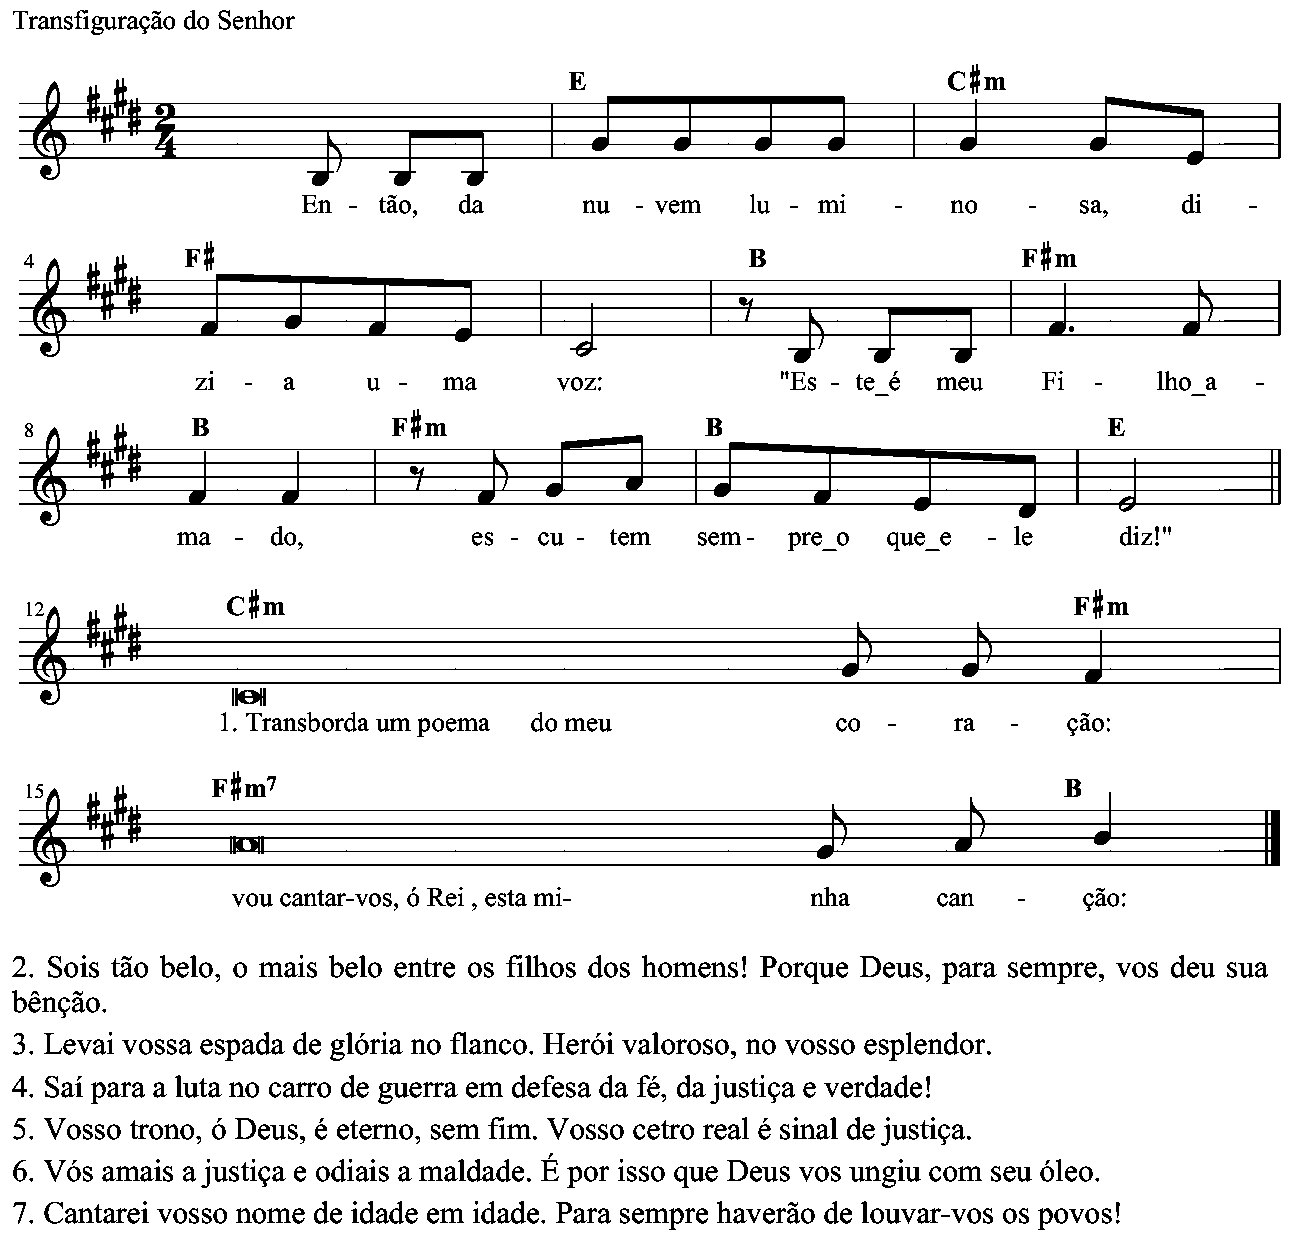 Transfiguração do Senhor
E C#m
2 4
En - tão, da nu - vem lu - mi - no - sa, di -
4 F# B F#m
zi - a u - ma voz: "Es - te_é meu Fi - lho_a -
8 B F#m B E
ma - do, es - cu - tem sem - pre_o que_e - le diz!"
12 C#m F#m
1. Transborda um poema do meu co - ra - ção:
15 F#m7 B
vou cantar-vos, ó Rei , esta mi- nha can - ção:
2. Sois tão belo, o mais belo entre os filhos dos homens! Porque Deus, para sempre, vos deu sua
bênção.
3. Levai vossa espada de glória no flanco. Herói valoroso, no vosso esplendor.
4. Saí para a luta no carro de guerra em defesa da fé, da justiça e verdade!
5. Vosso trono, ó Deus, é eterno, sem fim. Vosso cetro real é sinal de justiça.
6. Vós amais a justiça e odiais a maldade. É por isso que Deus vos ungiu com seu óleo.
7. Cantarei vosso nome de idade em idade. Para sempre haverão de louvar-vos os povos!